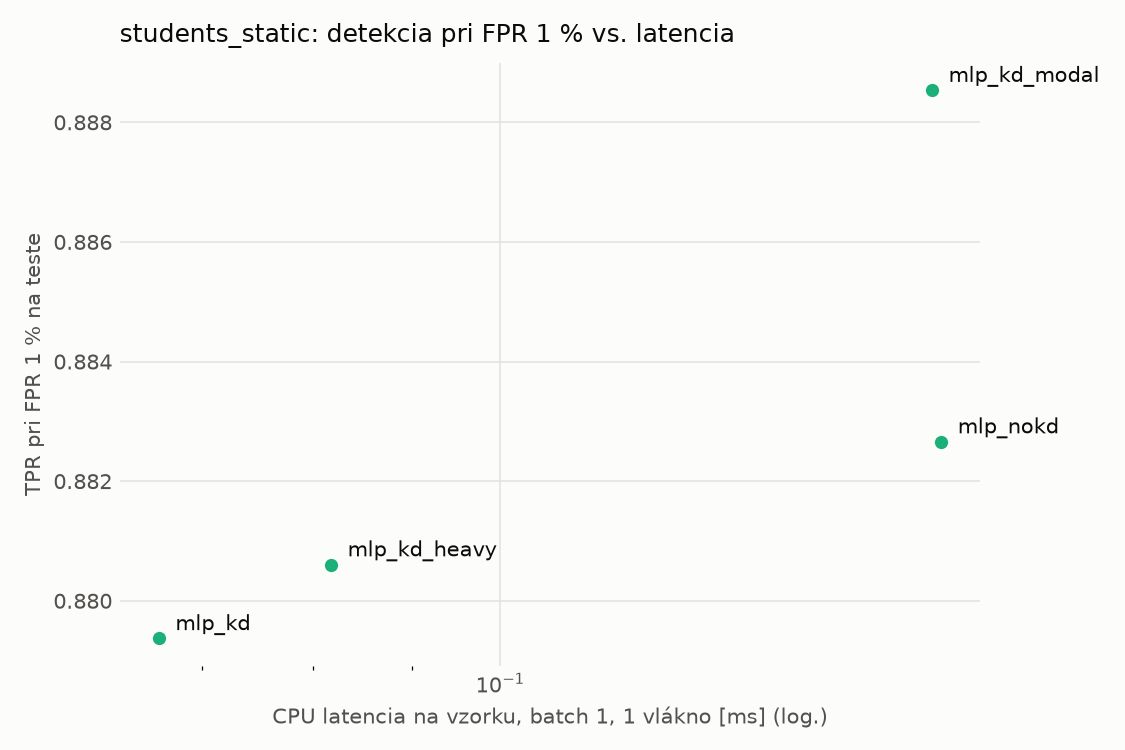 students_static: detekcia pri FPR 1 % vs. latencia
mlp_kd_modal
0.888
0.886
TPR pri FPR 1 % na teste
0.884
mlp_nokd
0.882
mlp_kd_heavy
0.880
mlp_kd
10⁻¹
CPU latencia na vzorku, batch 1, 1 vlákno [ms] (log.)